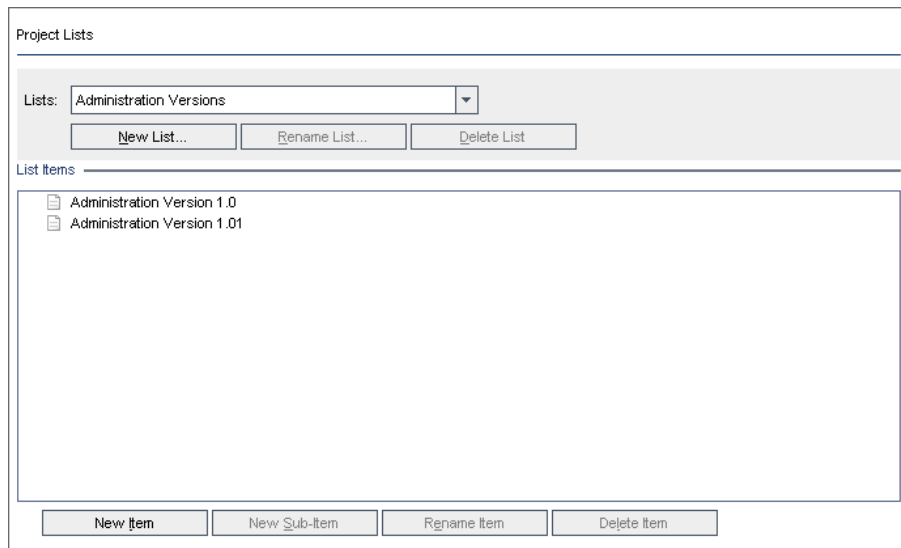 Project Lists
Lists: Administration Versions
New List... Rename List... Delete List
List Items
Administration Version 1.0
Administration Version 1.01
New Item New Sub-Item Rename Item Delete Item